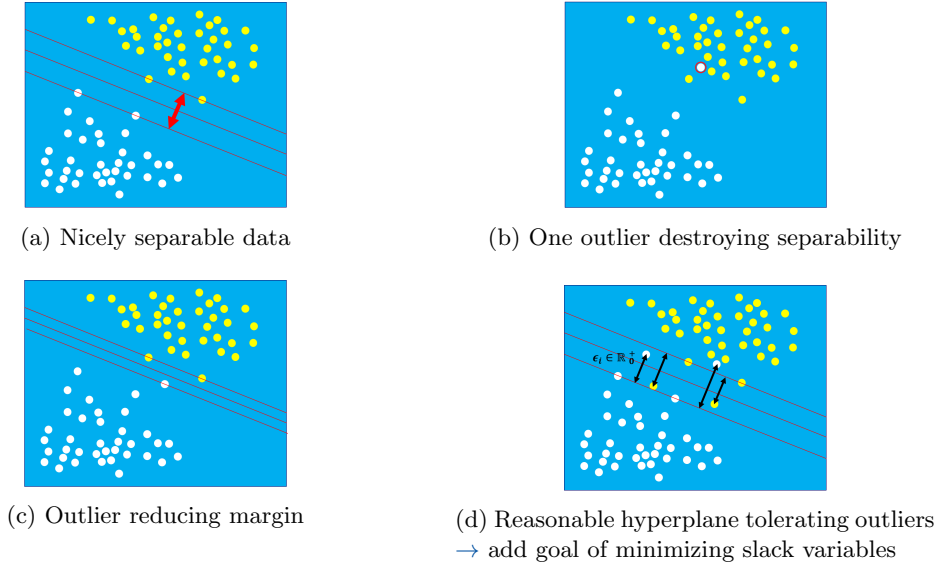 (a) Nicely separable data
(b) One outlier destroying separability
(c) Outlier reducing margin
ϵᵢ ∈ ℝ₀⁺
(d) Reasonable hyperplane tolerating outliers
→ add goal of minimizing slack variables